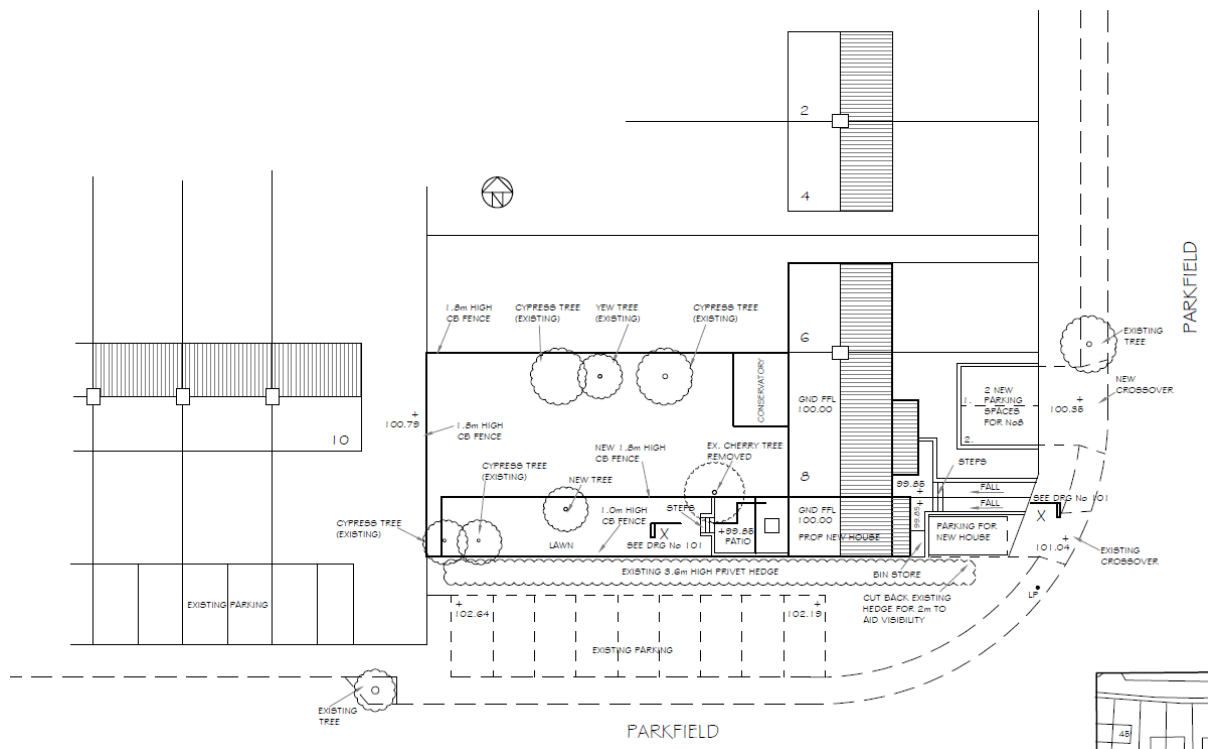 2
4
N
PARKFIELD
1.8m HIGH
CB FENCE
CYPRESS TREE
(EXISTING)
YEW TREE
(EXISTING)
CYPRESS TREE
(EXISTING)
EXISTING
TREE
6
CONSERVATORY
GND FFL
100.00
2 NEW
PARKING
SPACES
FOR No8
1.
2.
+
100.38
NEW
CROSSOVER
+
100.79
1.8m HIGH
CB FENCE
10
NEW 1.8m HIGH
CB FENCE
EX. CHERRY TREE
REMOVED
CYPRESS TREE
(EXISTING)
NEW TREE
8
STEPS
99.88
+
FALL
FALL
SEE DRG No 101
X
1.0m HIGH
CB FENCE
STEPS
GND FFL
100.00
+
99.85
PARKING FOR
NEW HOUSE
CYPRESS TREE
(EXISTING)
LAWN
X
SEE DRG No 101
+99.88
PATIO
PROP NEW HOUSE
+
101.04
EXISTING
CROSSOVER
EXISTING 3.6m HIGH PRIVET HEDGE
BIN STORE
CUT BACK EXISTING
HEDGE FOR 2m TO
AID VISIBILITY
LP
EXISTING PARKING
+
102.64
+
102.19
EXISTING PARKING
EXISTING
TREE
PARKFIELD
48